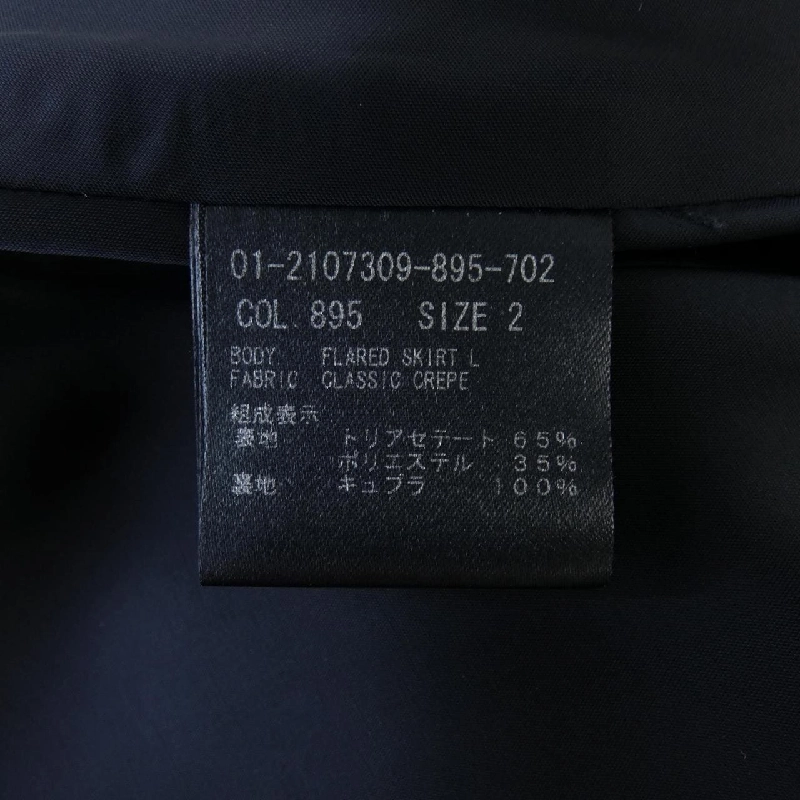 01-2107309-895-702
COL. 895 SIZE 2
BODY FLARED SKIRT L
FABRIC CLASSIC CREPE
組成表示
表地 トリアセテート 65%
ポリエステル 35%
裏地 キュプラ 100%